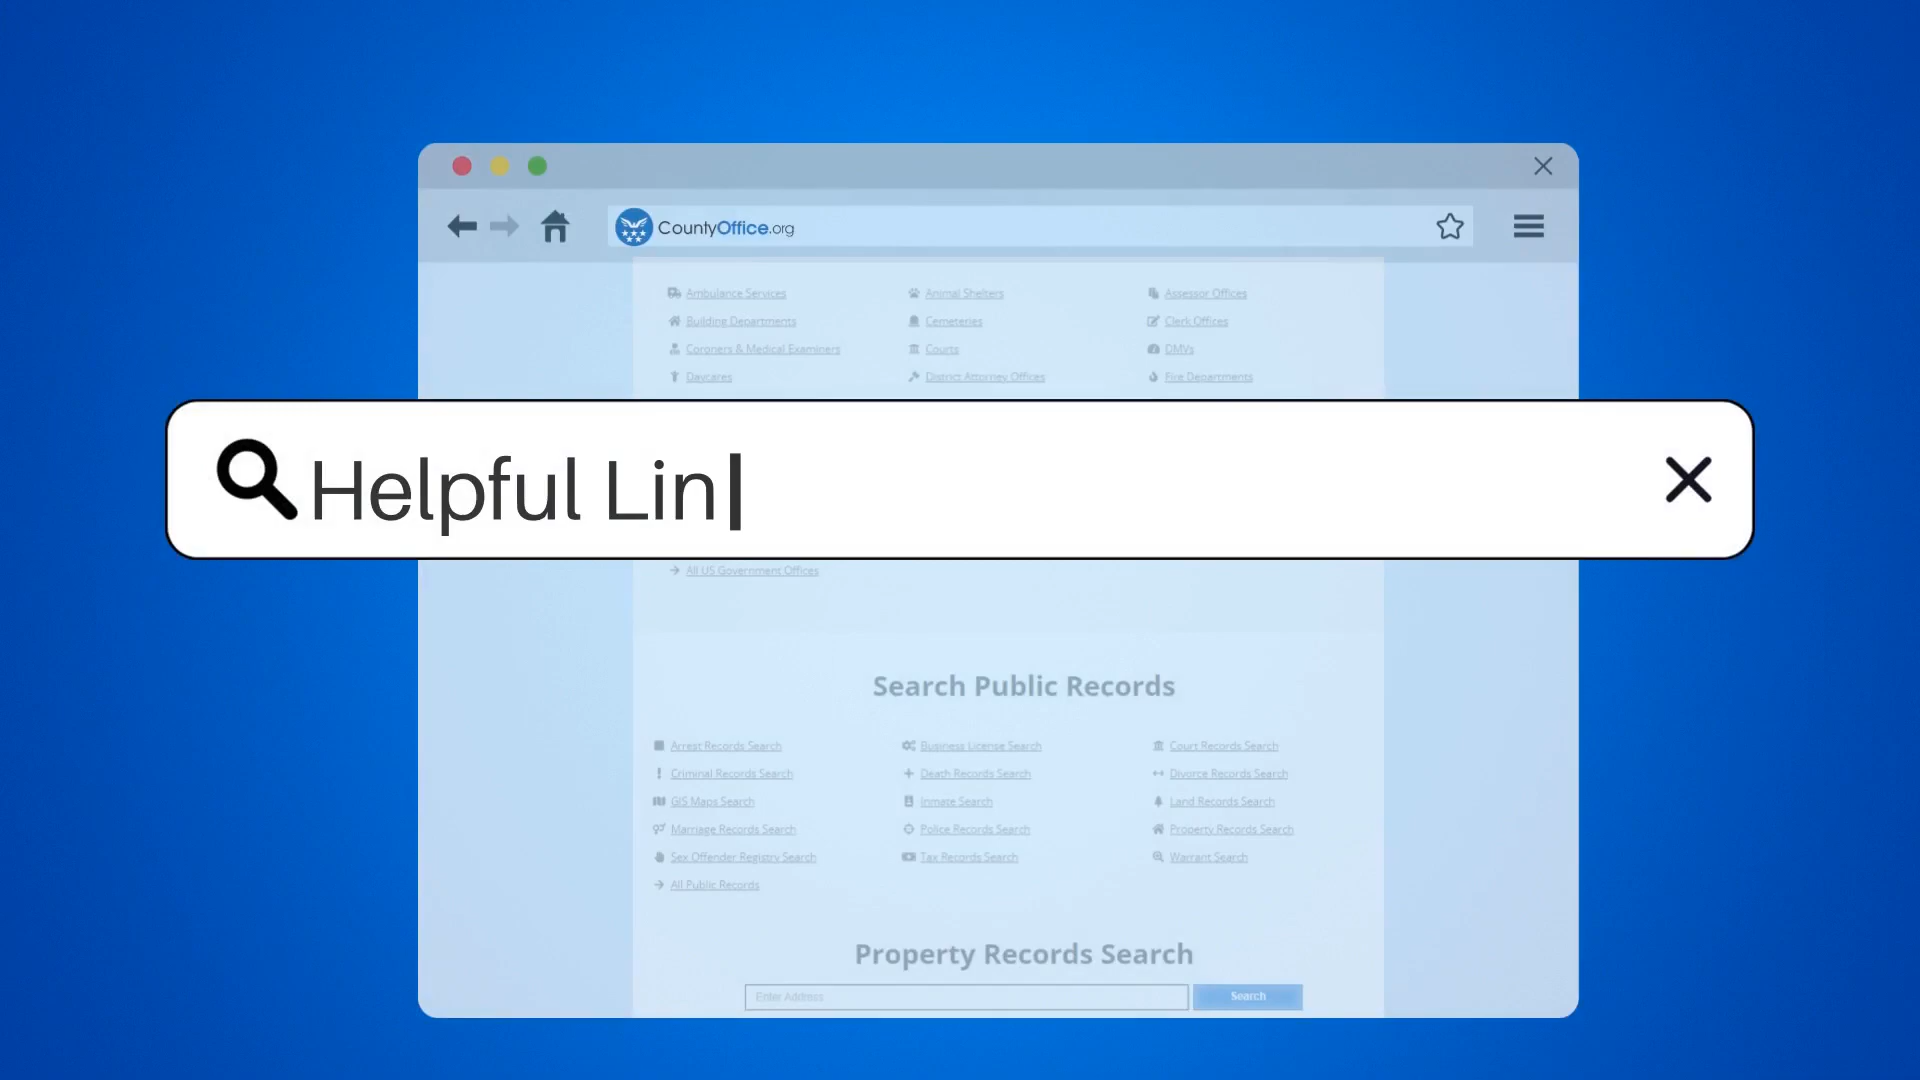 CountyOffice.org
Ambulance Services Animal Shelters Assessor Offices
Building Departments Cemeteries Clerk Offices
Coroners & Medical Examiners Courts DMVs
Daycares District Attorney Offices Fire Departments
Helpful Lin
All US Government Offices
Search Public Records
Arrest Records Search Business License Search Court Records Search
Criminal Records Search Death Records Search Divorce Records Search
GIS Maps Search Inmate Search Land Records Search
Marriage Records Search Police Records Search Property Records Search
Sex Offender Registry Search Tax Records Search Warrant Search
All Public Records
Property Records Search
Enter Address Search